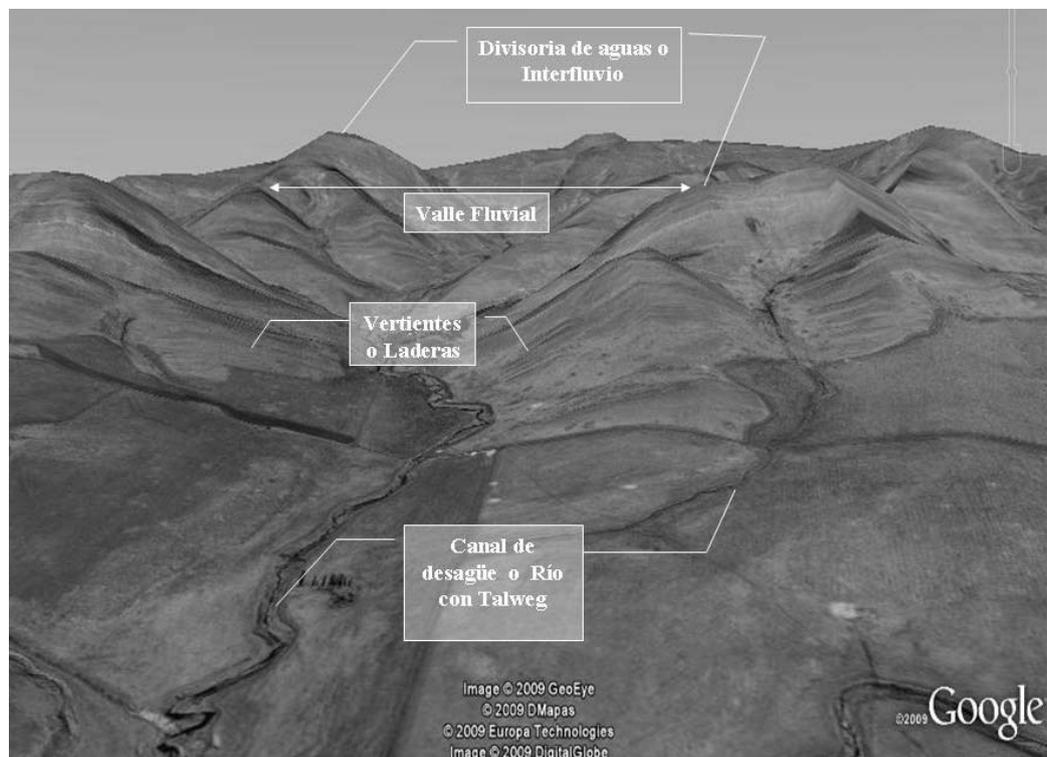 Divisoria de aguas o
Interfluvio
Valle Fluvial
Vertientes
o Laderas
Canal de
desagüe o Río
con Talweg
Image © 2009 GeoEye
© 2009 DMapas
© 2009 Europa Technologies
Image © 2009 DigitalGlobe
©2009 Google